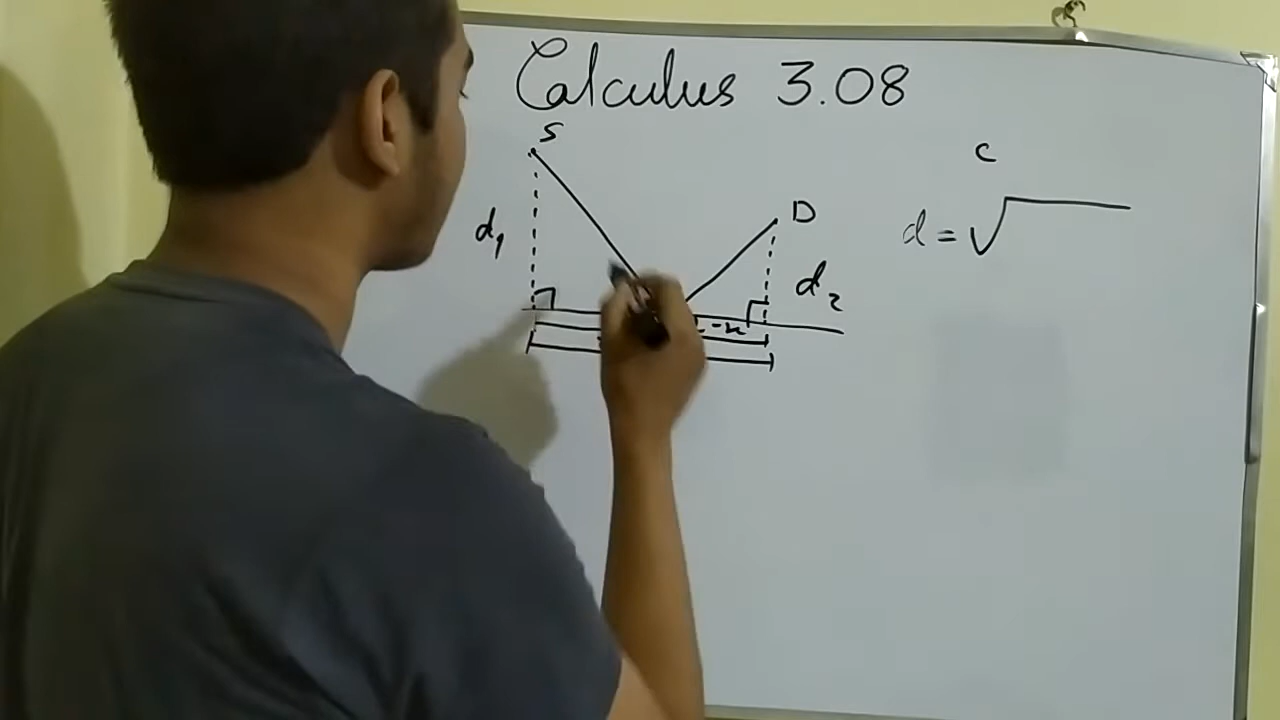 Calculus 3.08
S
c
D
d₁
d = √
d₂
-x